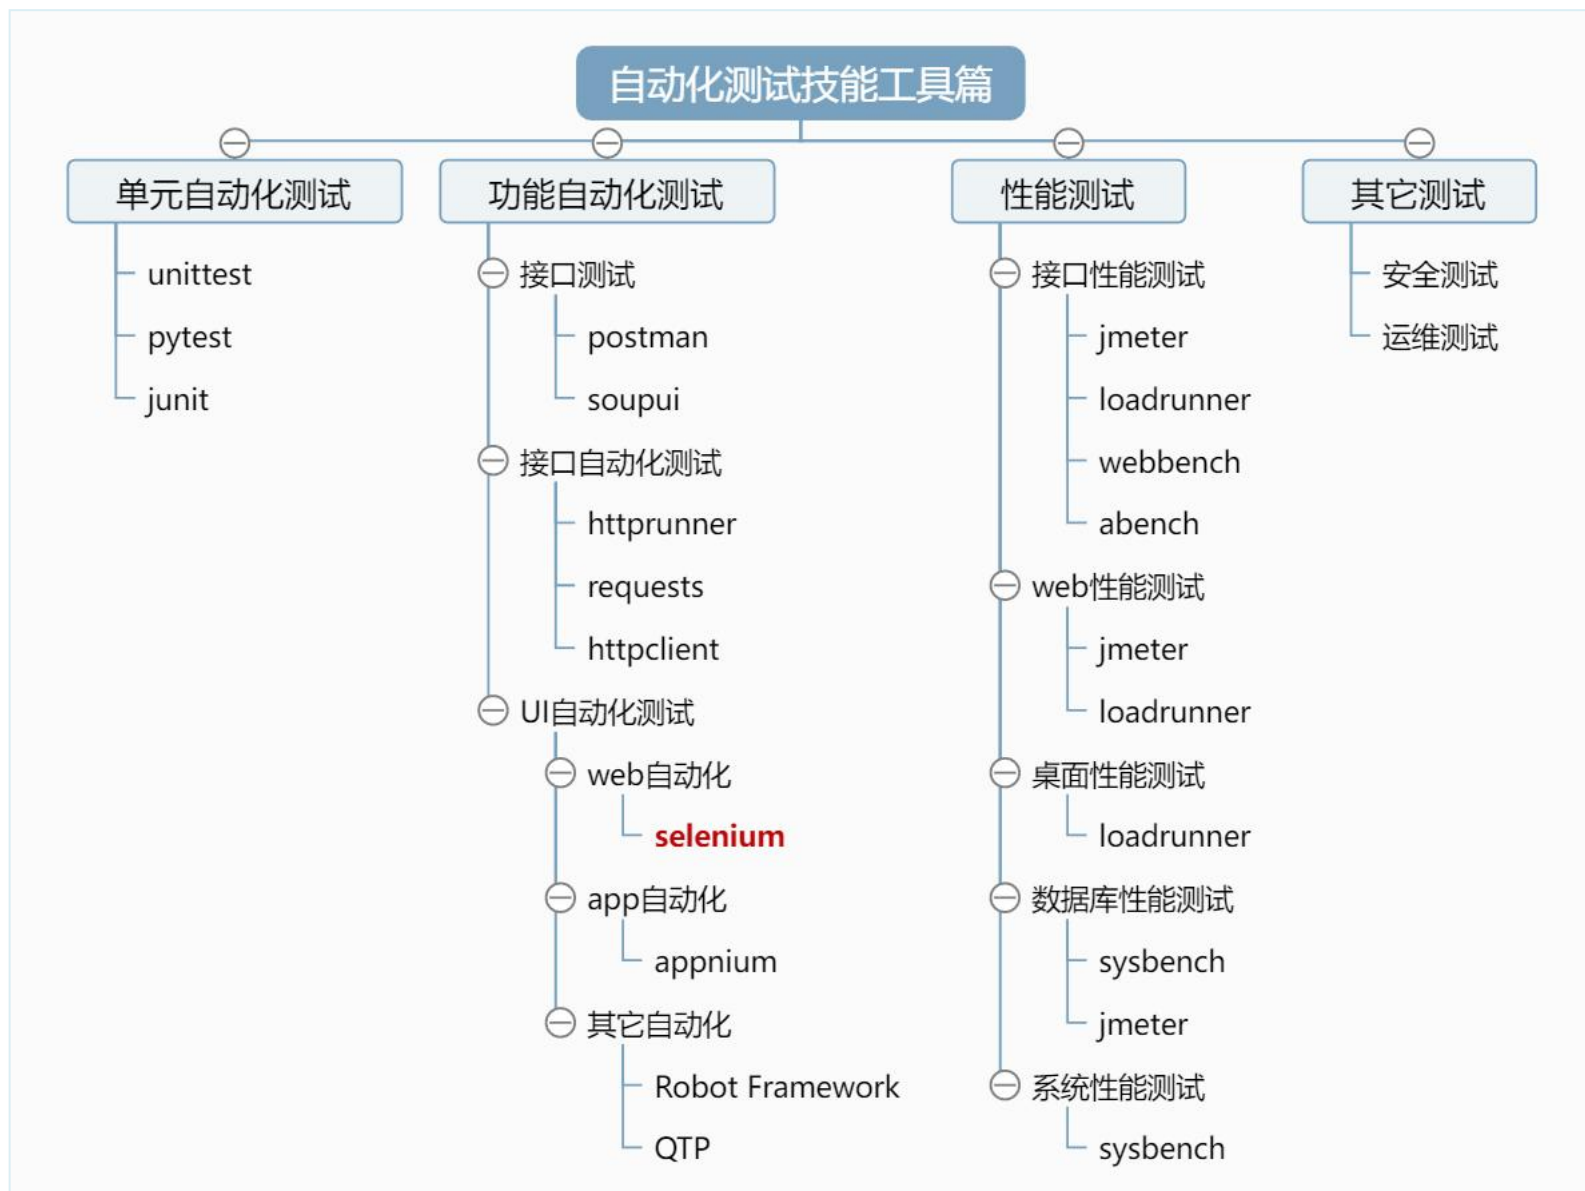 自动化测试技能工具篇
单元自动化测试
unittest
pytest
junit
功能自动化测试
接口测试
postman
soupui
接口自动化测试
httprunner
requests
httpclient
UI自动化测试
web自动化
selenium
app自动化
appnium
其它自动化
Robot Framework
QTP
性能测试
接口性能测试
jmeter
loadrunner
webbench
abench
web性能测试
jmeter
loadrunner
桌面性能测试
loadrunner
数据库性能测试
sysbench
jmeter
系统性能测试
sysbench
其它测试
安全测试
运维测试